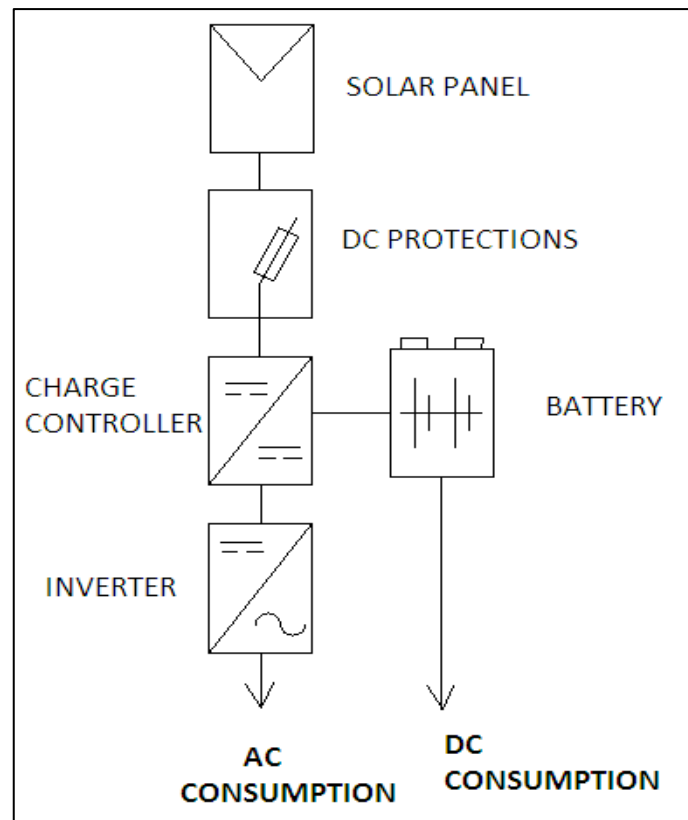 SOLAR PANEL
DC PROTECTIONS
CHARGE
CONTROLLER
BATTERY
INVERTER
AC
CONSUMPTION
DC
CONSUMPTION